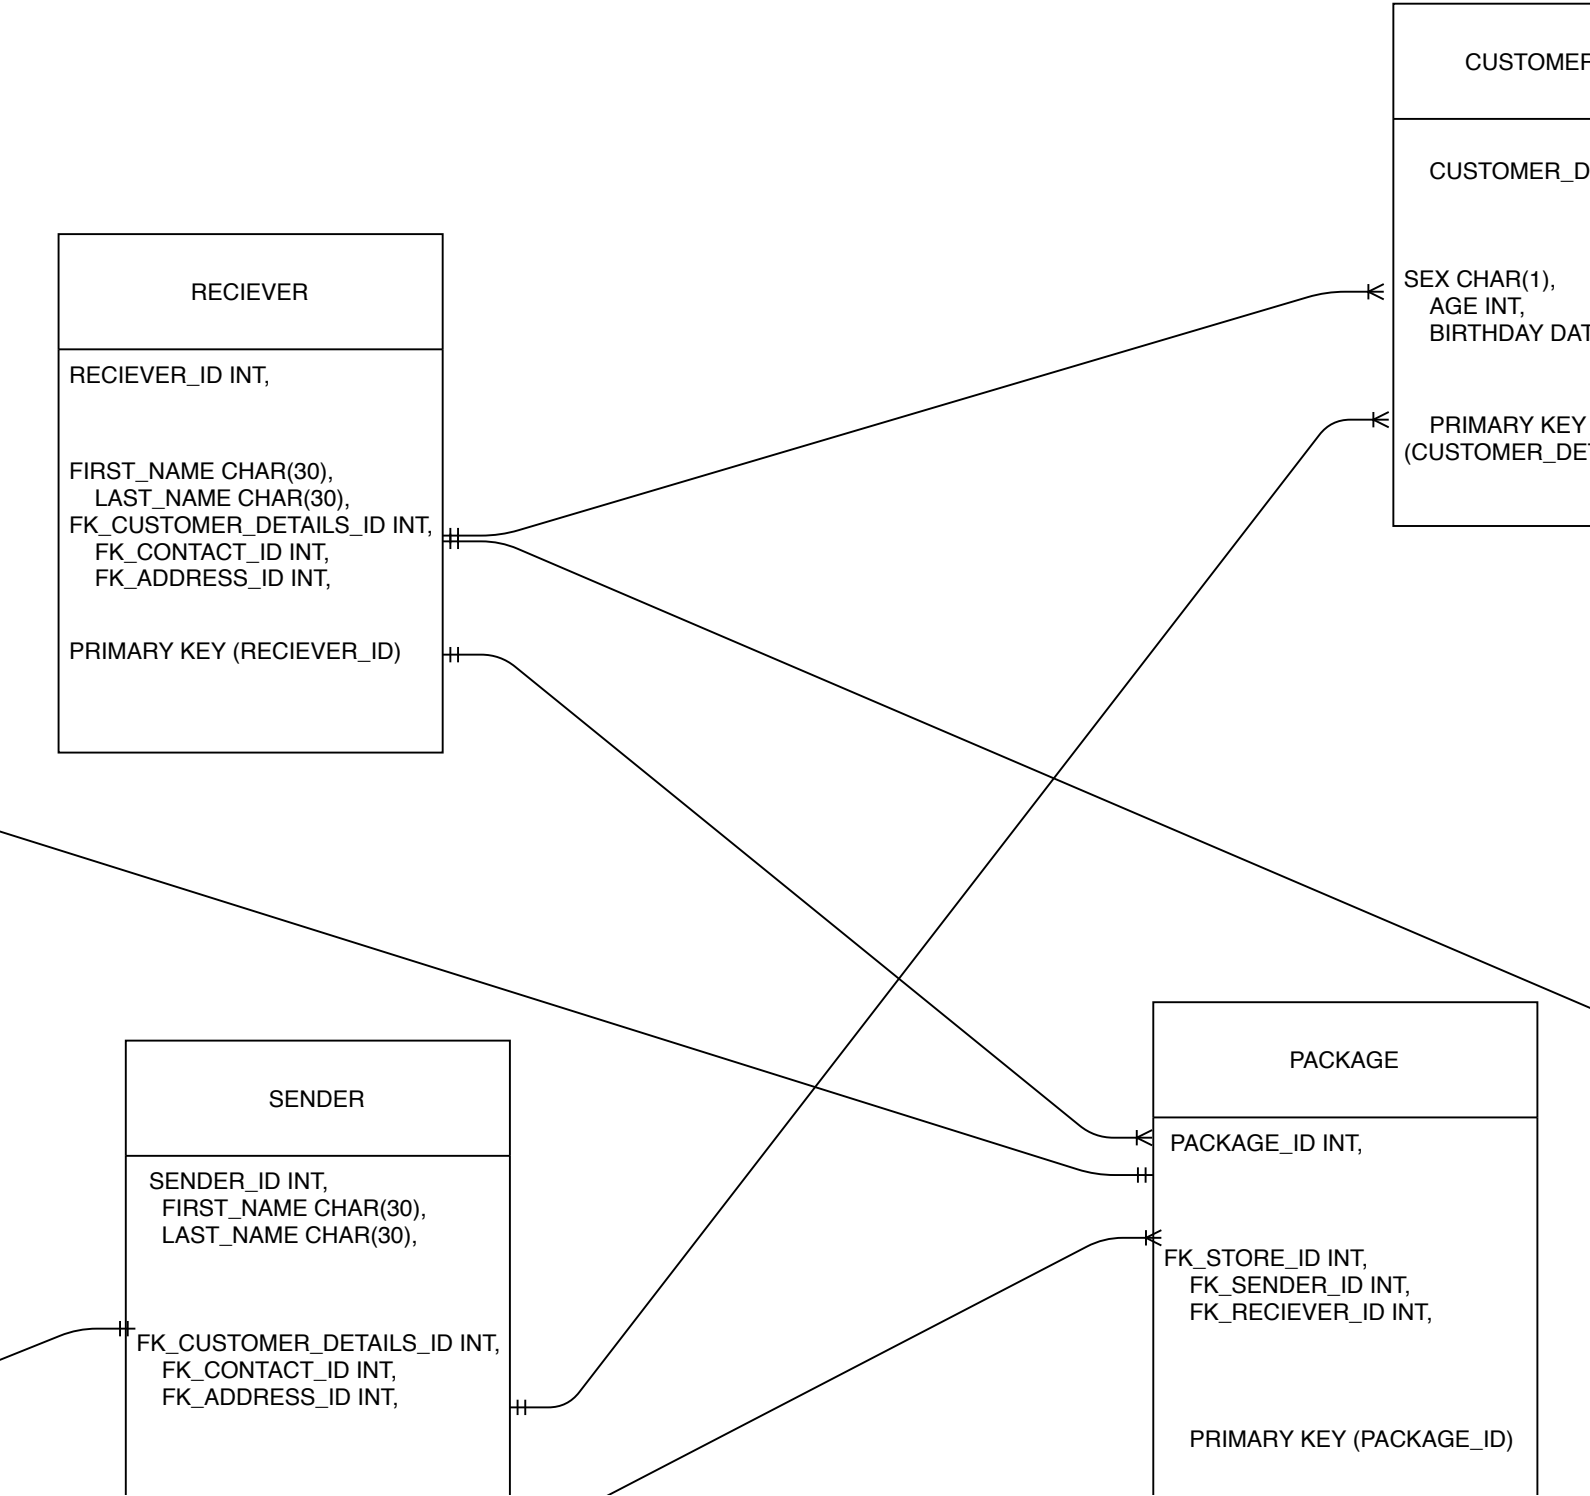 CUSTOMER
CUSTOMER_D
SEX CHAR(1),
AGE INT,
BIRTHDAY DAT
PRIMARY KEY
(CUSTOMER_DE
RECIEVER
RECIEVER_ID INT,
FIRST_NAME CHAR(30),
LAST_NAME CHAR(30),
FK_CUSTOMER_DETAILS_ID INT,
FK_CONTACT_ID INT,
FK_ADDRESS_ID INT,
PRIMARY KEY (RECIEVER_ID)
SENDER
SENDER_ID INT,
FIRST_NAME CHAR(30),
LAST_NAME CHAR(30),
FK_CUSTOMER_DETAILS_ID INT,
FK_CONTACT_ID INT,
FK_ADDRESS_ID INT,
PACKAGE
PACKAGE_ID INT,
FK_STORE_ID INT,
FK_SENDER_ID INT,
FK_RECIEVER_ID INT,
PRIMARY KEY (PACKAGE_ID)